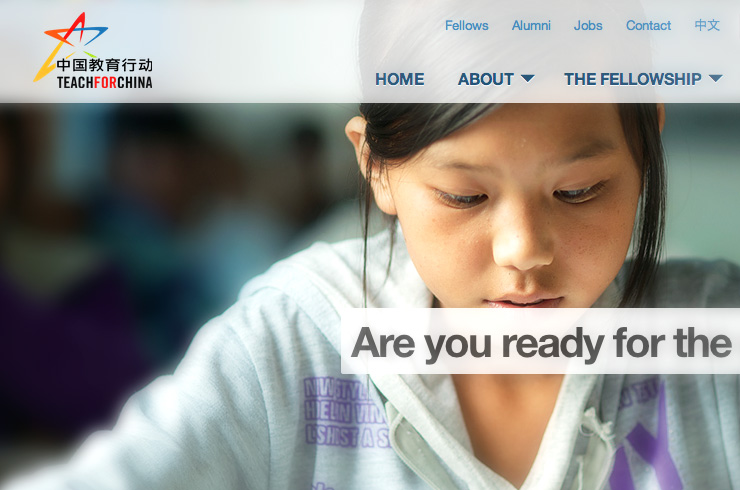 Fellows Alumni Jobs Contact 中文
中国教育行动
TEACHFORCHINA
HOME ABOUT THE FELLOWSHIP
Are you ready for the